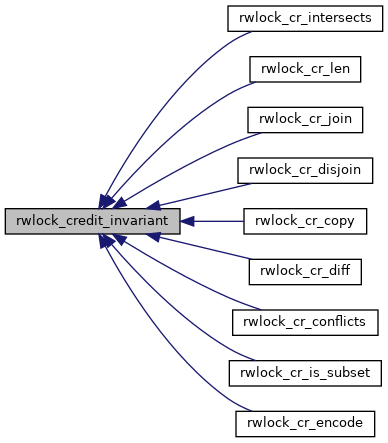 rwlock_cr_intersects
rwlock_cr_len
rwlock_cr_join
rwlock_cr_disjoin
rwlock_credit_invariant
rwlock_cr_copy
rwlock_cr_diff
rwlock_cr_conflicts
rwlock_cr_is_subset
rwlock_cr_encode